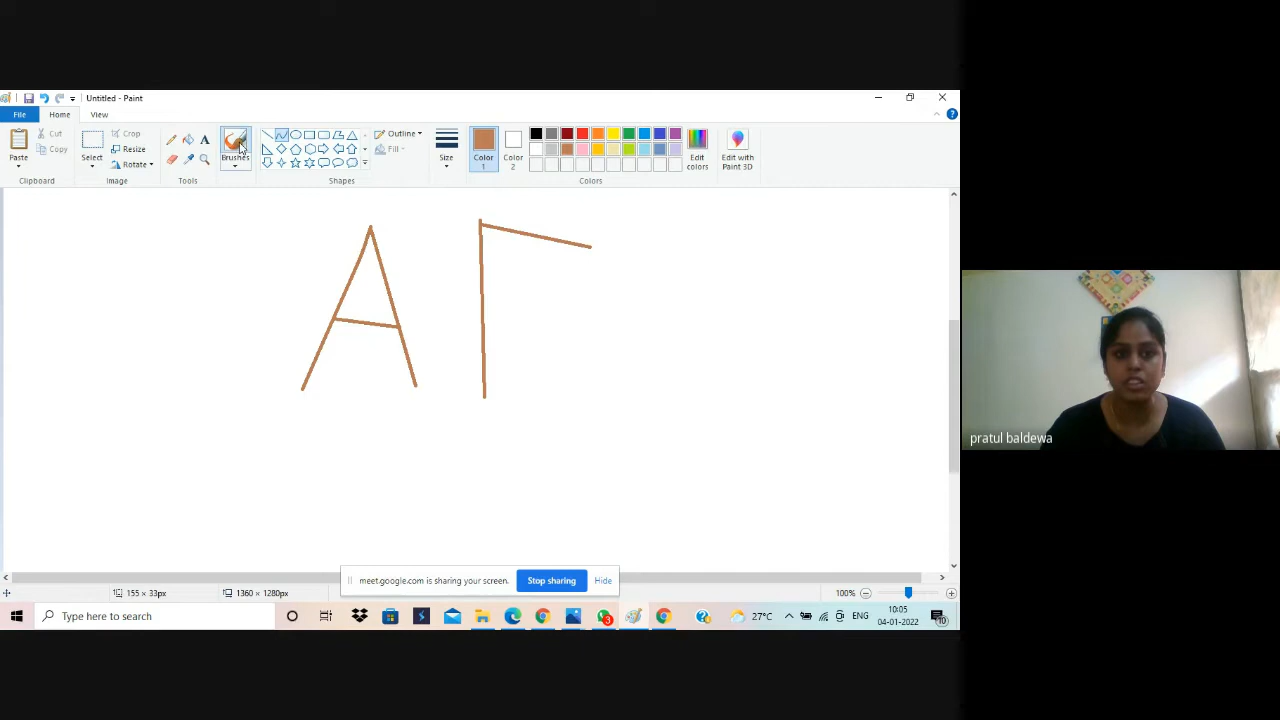 Untitled - Paint
File Home View
Paste Cut Copy Clipboard
Select Crop Resize Rotate Image
Tools
Brushes
Shapes
Outline
Fill
Size
Color 1
Color 2
Edit colors
Edit with Paint 3D
Colors
A
pratul baldewa
meet.google.com is sharing your screen. Stop sharing Hide
155 × 33px 1360 × 1280px 100%
Type here to search 3 27°C ENG 10:05 04-01-2022 10